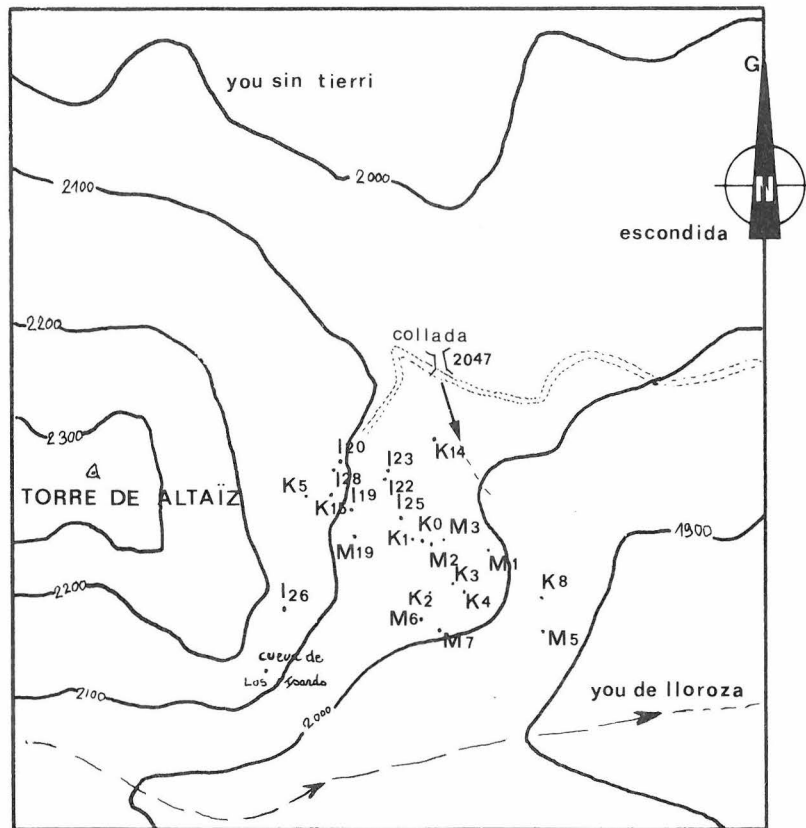 you sin tierri
G
2100
2000
N
escondida
2200
collada
2047
2300
I20
I23
K14
K5
I28
I22
TORRE DE ALTAÏZ
K15
I19
I25
K0
M3
K1
M19
M2
M1
K3
K8
2200
I26
K2
K4
M6
M7
M5
1900
cueva de
Los Isards
2100
2000
you de lloroza